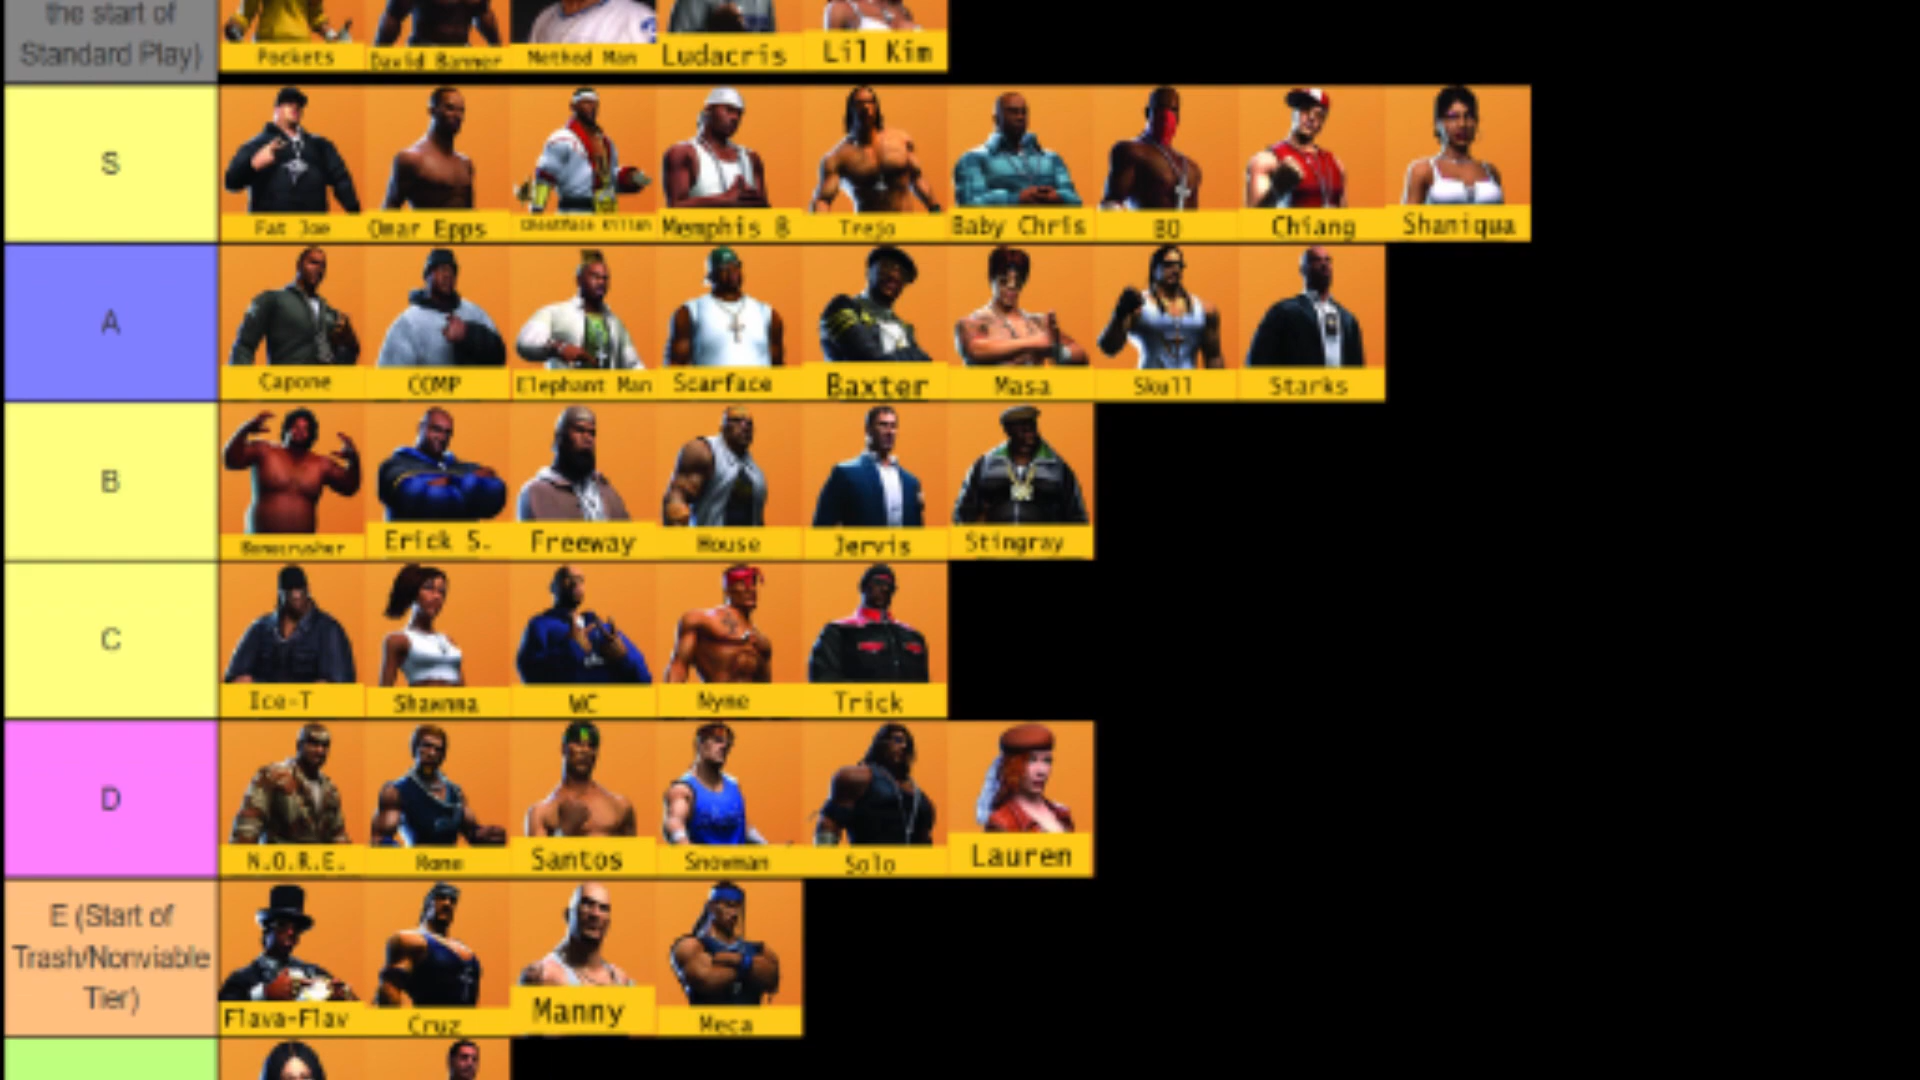 the start of
Standard Play)
Pockets David Banner Method Man Ludacris Lil Kim
S
Fat Joe Omar Epps Ghostface Killah Memphis B Trejo Baby Chris BO Chiang Shaniqua
A
Capone COMP Elephant Man Scarface Baxter Masa Skull Starks
B
Bonecrusher Erick S. Freeway House Jervis Stingray
C
Ice-T Shawnna WC Nyne Trick
D
N.O.R.E. Rome Santos Snowman Solo Lauren
E (Start of
Trash/Nonviable
Tier)
Flava-Flav Cruz Manny Meca